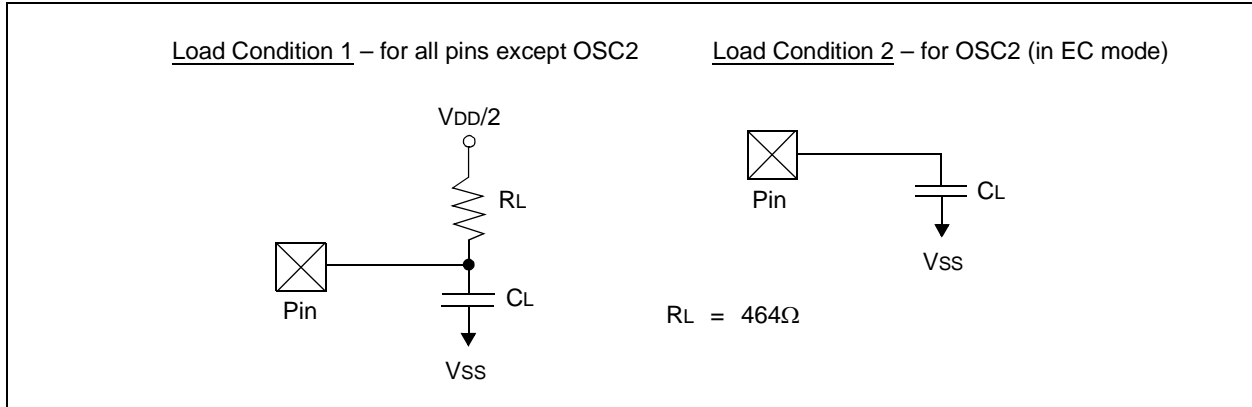 Load Condition 1 – for all pins except OSC2
VDD/2
RL
Pin
CL
VSS
Load Condition 2 – for OSC2 (in EC mode)
Pin
CL
VSS
RL = 464Ω